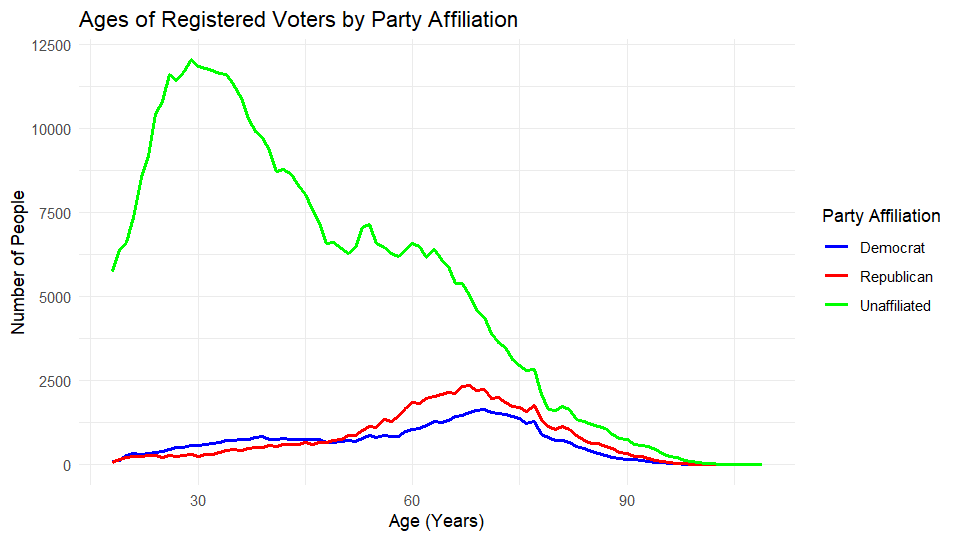 Ages of Registered Voters by Party Affiliation
Number of People
12500
10000
7500
5000
2500
0
30
60
90
Age (Years)
Party Affiliation
Democrat
Republican
Unaffiliated